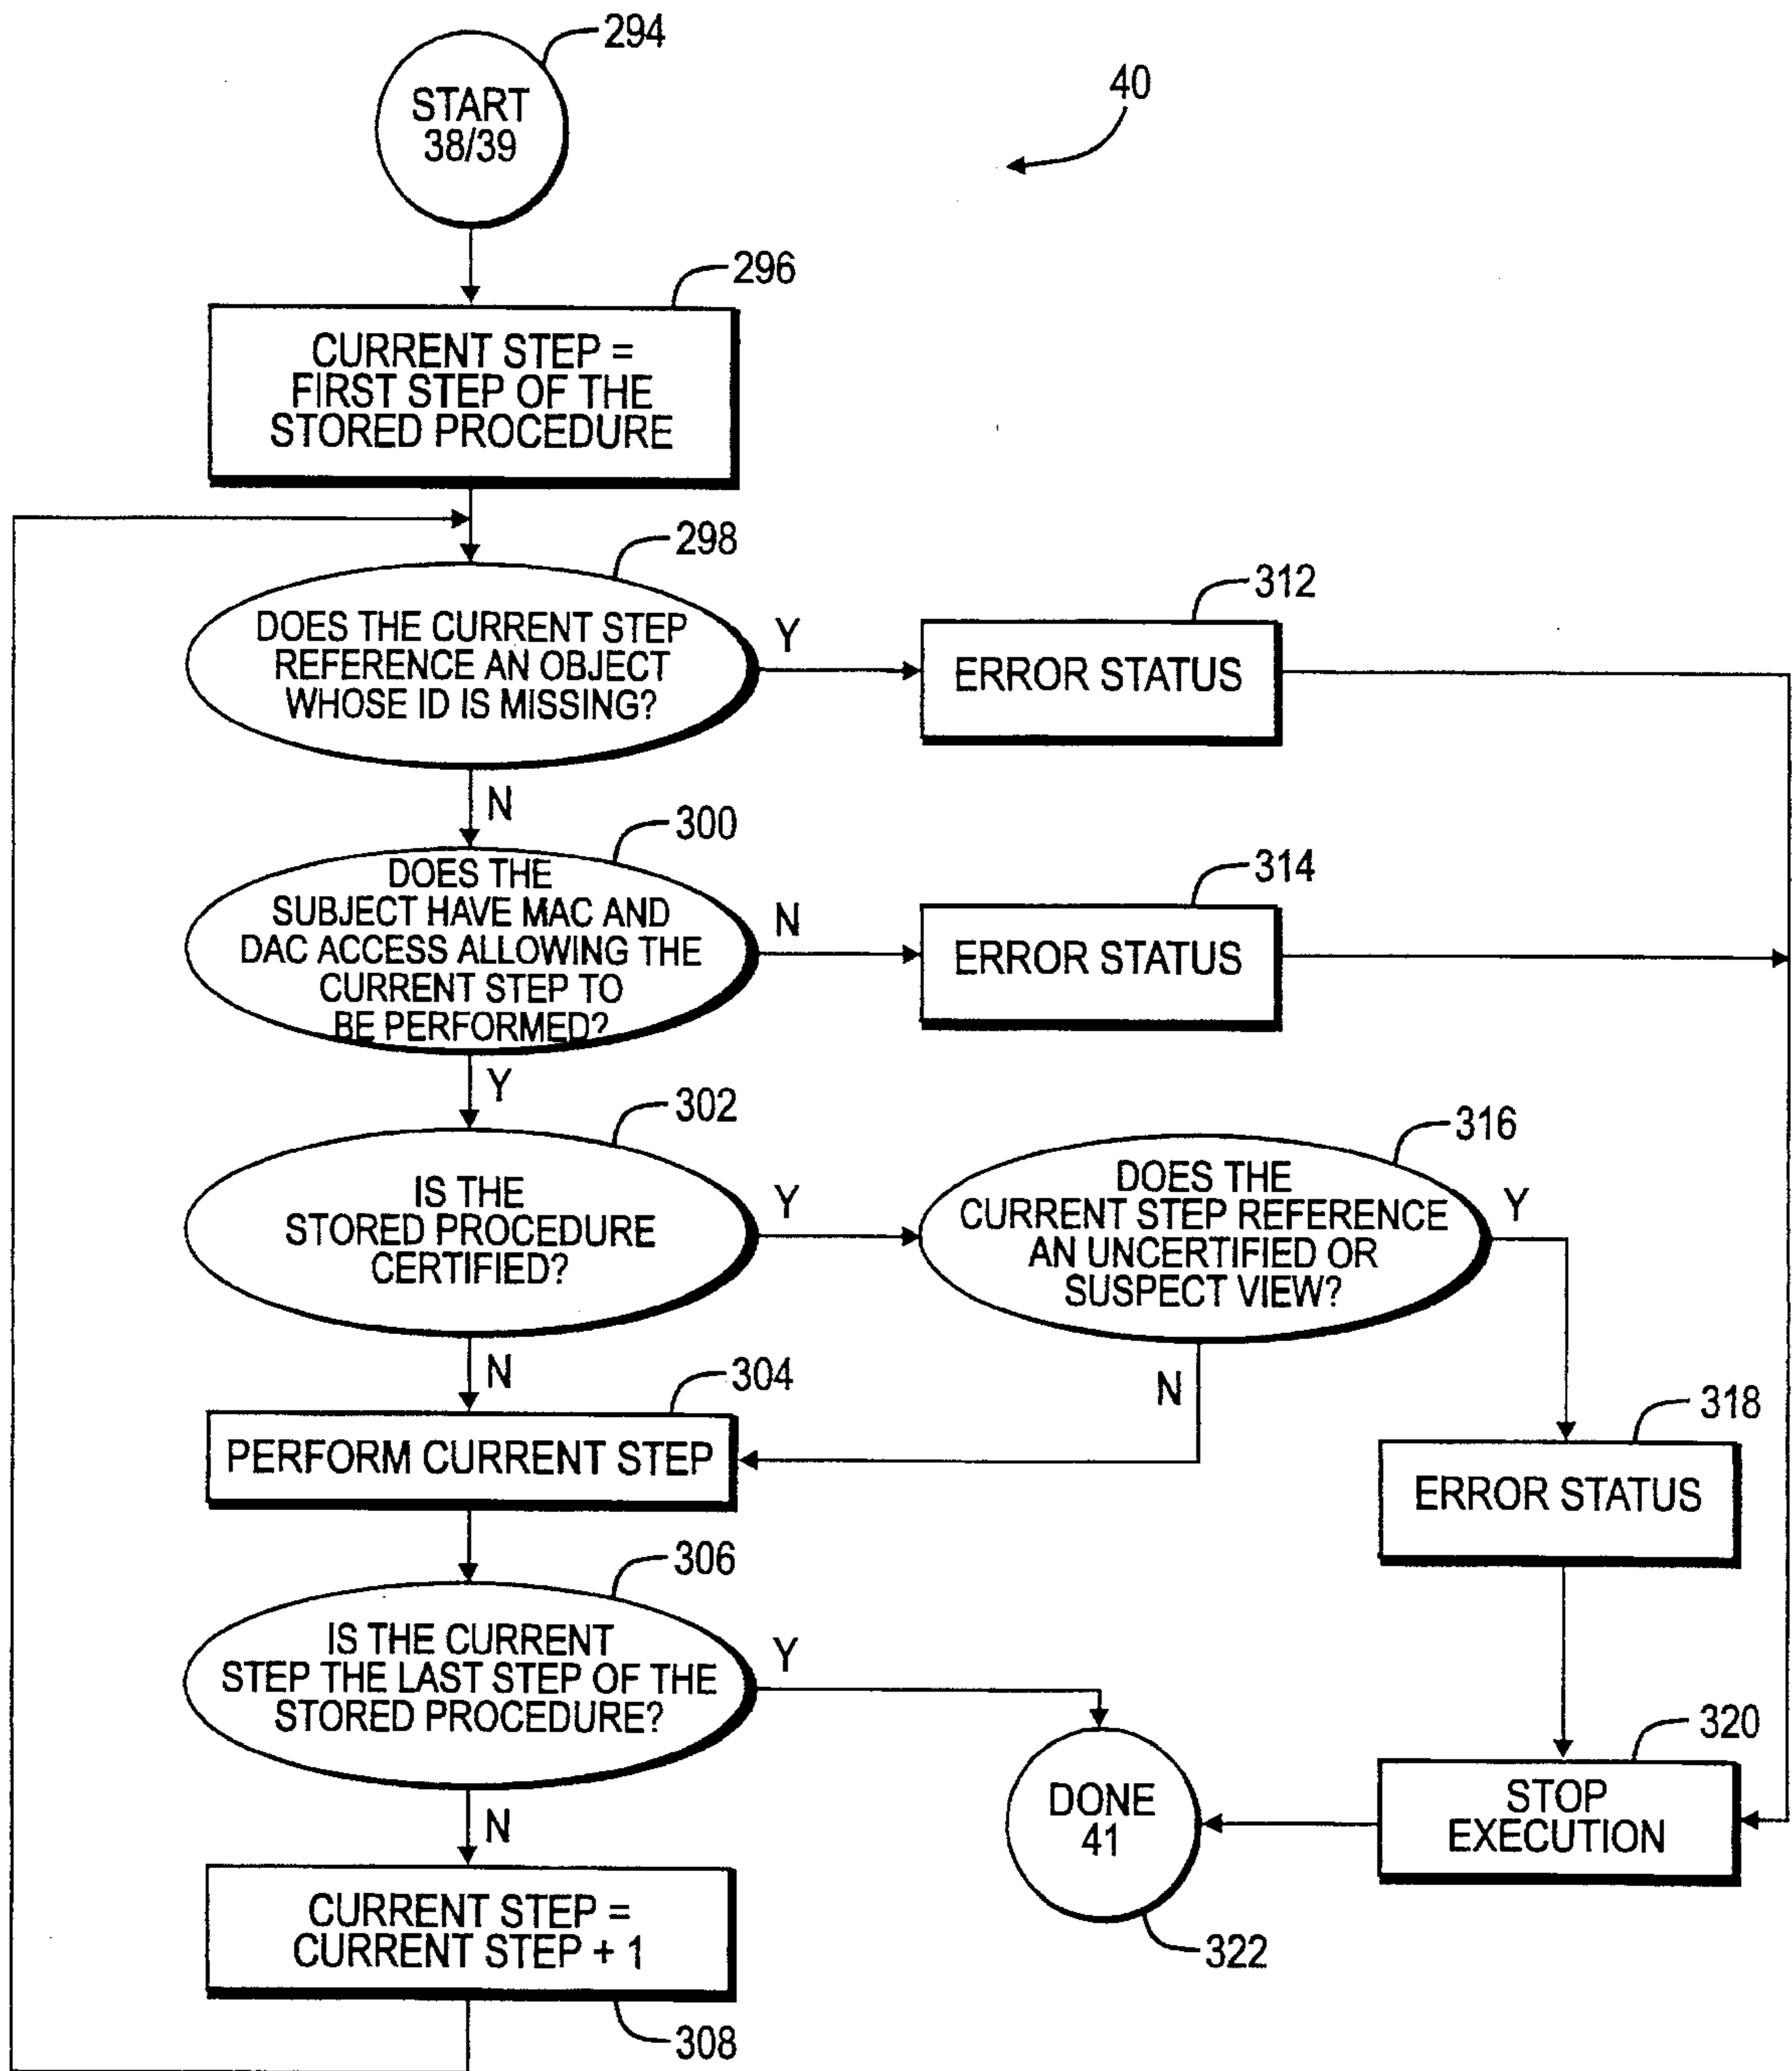 294
START
38/39
40
296
CURRENT STEP =
FIRST STEP OF THE
STORED PROCEDURE
298
DOES THE CURRENT STEP
REFERENCE AN OBJECT
WHOSE ID IS MISSING?
Y
312
ERROR STATUS
N
300
DOES THE
SUBJECT HAVE MAC AND
DAC ACCESS ALLOWING THE
CURRENT STEP TO
BE PERFORMED?
N
314
ERROR STATUS
Y
302
IS THE
STORED PROCEDURE
CERTIFIED?
Y
316
DOES THE
CURRENT STEP REFERENCE
AN UNCERTIFIED OR
SUSPECT VIEW?
Y
N
N
304
PERFORM CURRENT STEP
318
ERROR STATUS
306
IS THE CURRENT
STEP THE LAST STEP OF THE
STORED PROCEDURE?
Y
320
STOP
EXECUTION
DONE
41
322
N
CURRENT STEP =
CURRENT STEP + 1
308